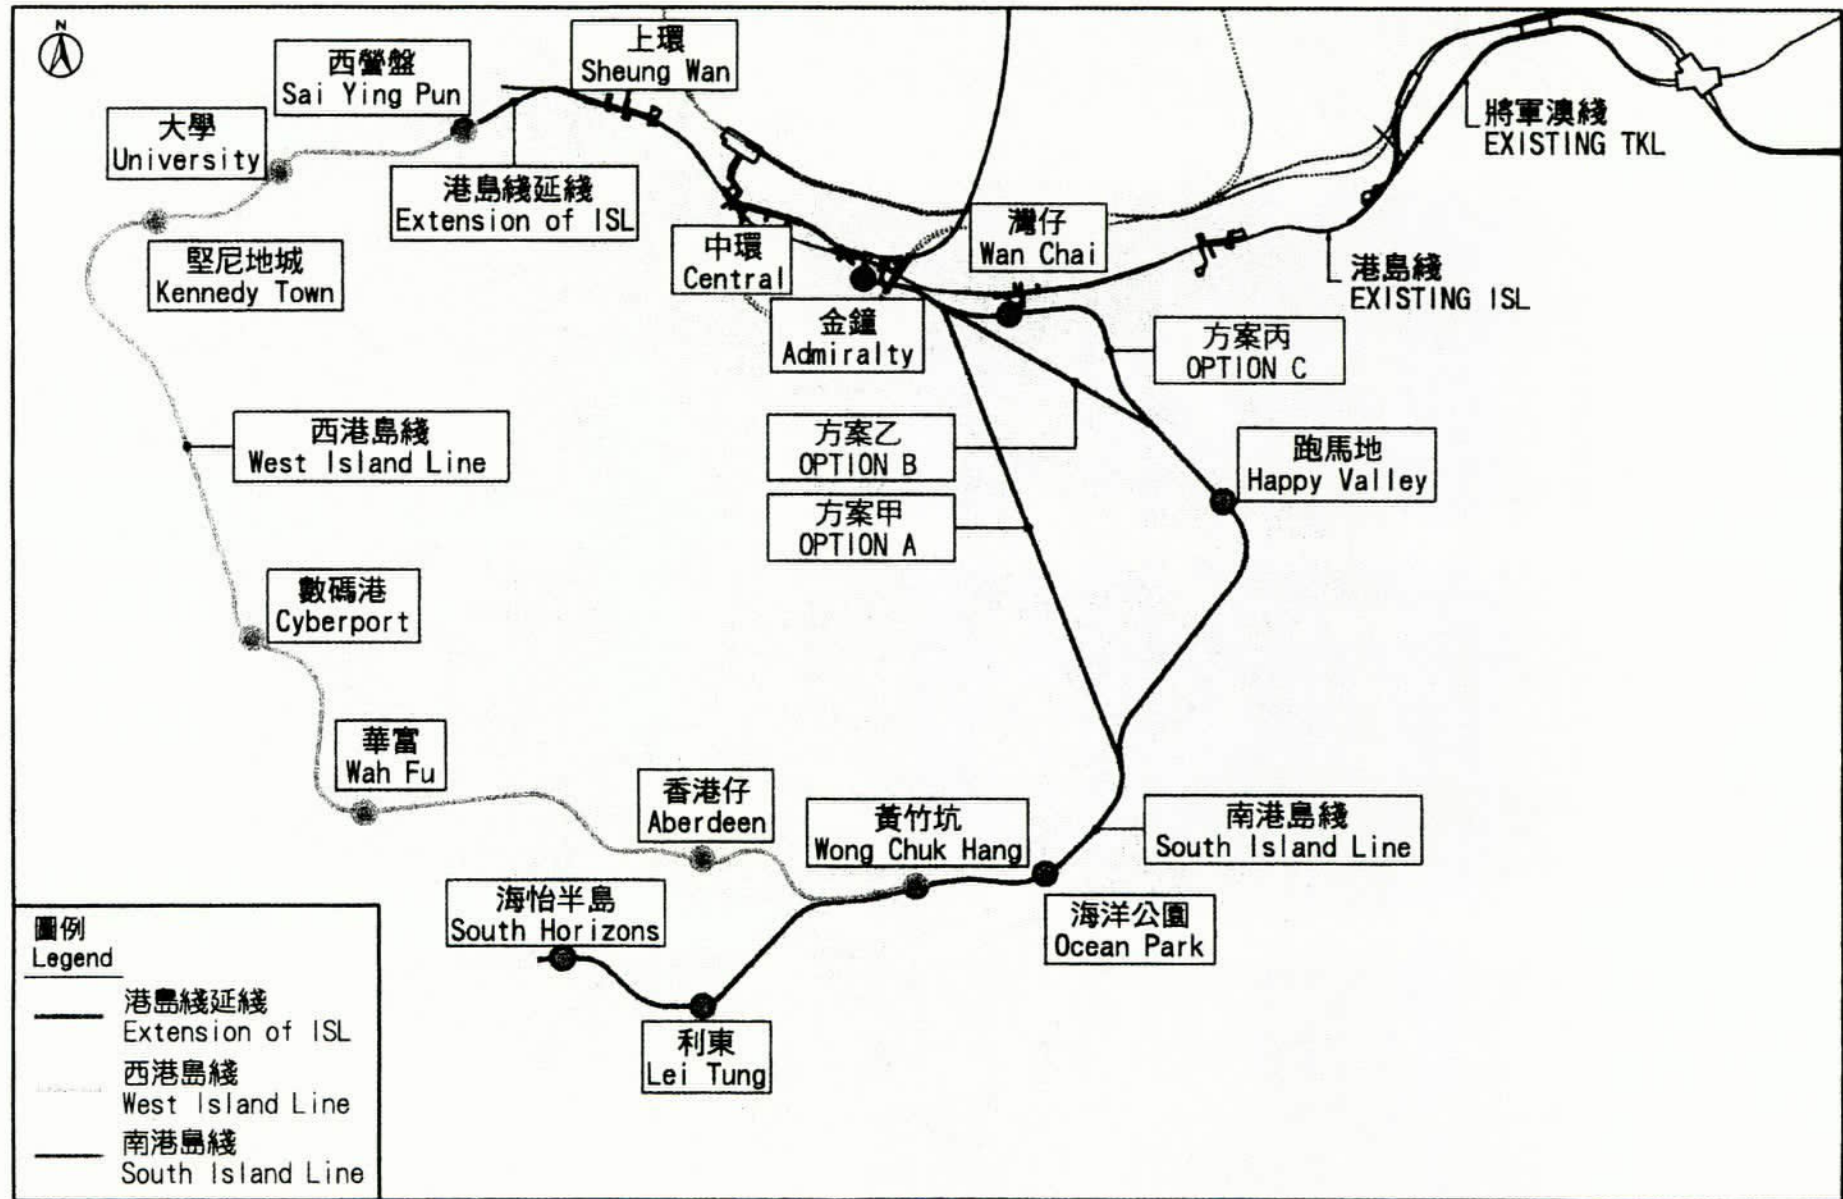 N
上環
Sheung Wan
西營盤
Sai Ying Pun
大學
University
將軍澳綫
EXISTING TKL
港島綫延綫
Extension of ISL
灣仔
Wan Chai
中環
Central
堅尼地城
Kennedy Town
港島綫
EXISTING ISL
金鐘
Admiralty
方案丙
OPTION C
西港島綫
West Island Line
方案乙
OPTION B
跑馬地
Happy Valley
方案甲
OPTION A
數碼港
Cyberport
華富
Wah Fu
香港仔
Aberdeen
黃竹坑
Wong Chuk Hang
南港島綫
South Island Line
海怡半島
South Horizons
海洋公園
Ocean Park
利東
Lei Tung
圖例
Legend
港島綫延綫
Extension of ISL
西港島綫
West Island Line
南港島綫
South Island Line